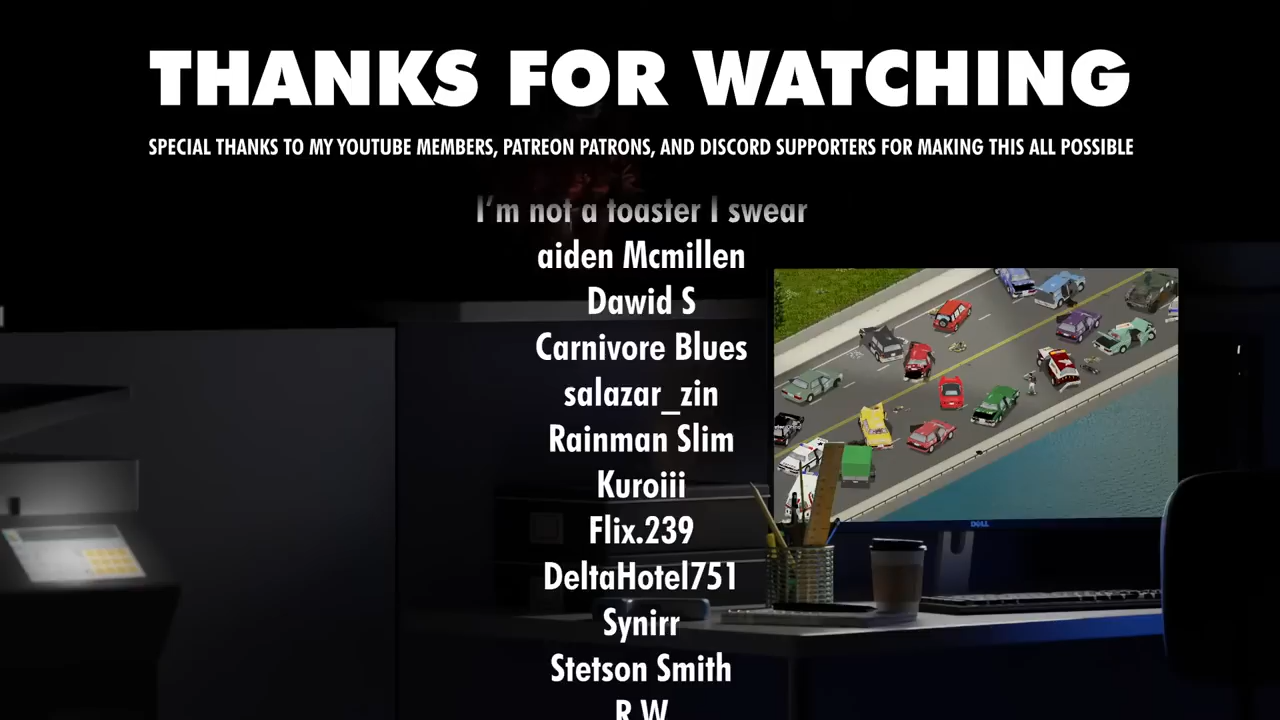 THANKS FOR WATCHING
SPECIAL THANKS TO MY YOUTUBE MEMBERS, PATREON PATRONS, AND DISCORD SUPPORTERS FOR MAKING THIS ALL POSSIBLE
I’m not a toaster I swear
aiden Mcmillen
Dawid S
Carnivore Blues
salazar_zin
Rainman Slim
Kuroiii
Flix.239
DeltaHotel751
Synirr
Stetson Smith
R W
DELL